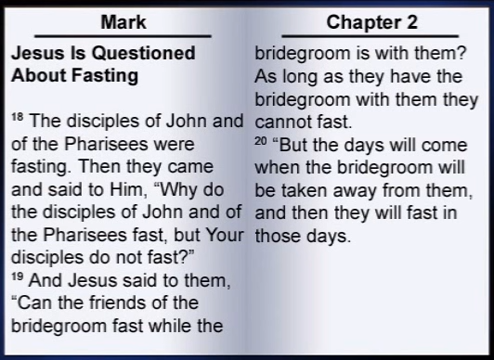 Mark
Jesus Is Questioned
About Fasting
¹⁸ The disciples of John and
of the Pharisees were
fasting. Then they came
and said to Him, “Why do
the disciples of John and of
the Pharisees fast, but Your
disciples do not fast?”
¹⁹ And Jesus said to them,
“Can the friends of the
bridegroom fast while the
Chapter 2
bridegroom is with them?
As long as they have the
bridegroom with them they
cannot fast.
²⁰ “But the days will come
when the bridegroom will
be taken away from them,
and then they will fast in
those days.